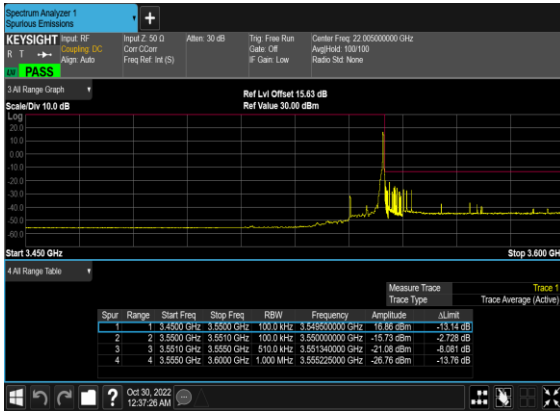 Spectrum Analyzer 1
Spurious Emissions
+
KEYSIGHT
R T
LXI PASS
Input: RF
Coupling: DC
Align: Auto
Input Z: 50 Ω
Corr CCorr
Freq Ref: Int (S)
Atten: 30 dB
Trig: Free Run
Gate: Off
IF Gain: Low
Center Freq: 22.005000000 GHz
Avg|Hold: 100/100
Radio Std: None
3 All Range Graph
Scale/Div 10.0 dB
Ref Lvl Offset 15.63 dB
Ref Value 30.00 dBm
Log
20.0
10.0
0.00
-10.0
-20.0
-30.0
-40.0
-50.0
-60.0
Start 3.450 GHz
Stop 3.600 GH
4 All Range Table
Measure Trace Trace 1
Trace Type Trace Average (Active)
Spur Range Start Freq Stop Freq RBW Frequency Amplitude ΔLimit
1 1 3.4500 GHz 3.5500 GHz 100.0 kHz 3.549500000 GHz 16.86 dBm -13.14 dB
2 2 3.5500 GHz 3.5510 GHz 100.0 kHz 3.550000000 GHz -15.73 dBm -2.728 dB
3 3 3.5510 GHz 3.5550 GHz 510.0 kHz 3.551340000 GHz -21.08 dBm -8.081 dB
4 4 3.5550 GHz 3.6000 GHz 1.000 MHz 3.555225000 GHz -26.76 dBm -13.76 dB
?
Oct 30, 2022
12:37:26 AM